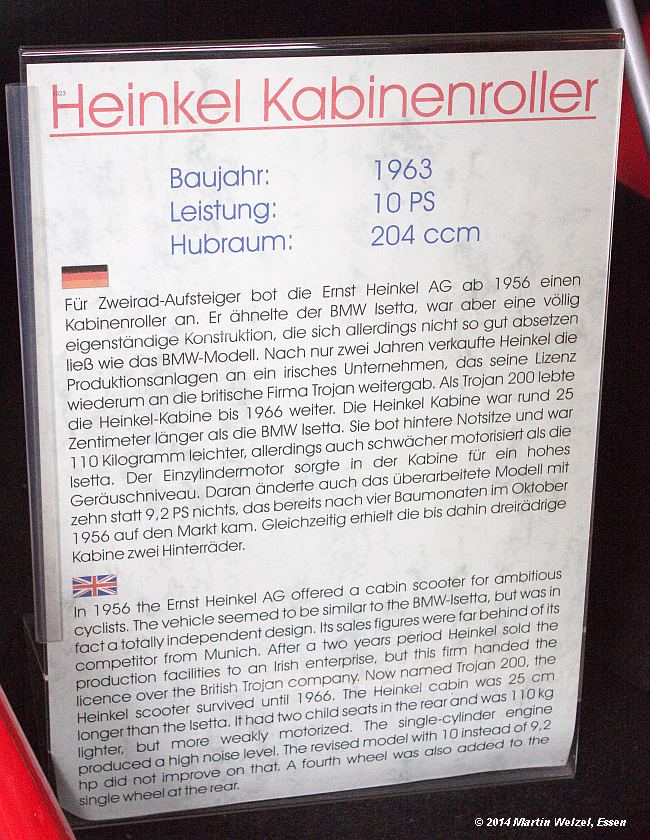 Heinkel Kabinenroller
Baujahr: 1963
Leistung: 10 PS
Hubraum: 204 ccm
Für Zweirad-Aufsteiger bot die Ernst Heinkel AG ab 1956 einen
Kabinenroller an. Er ähnelte der BMW Isetta, war aber eine völlig
eigenständige Konstruktion, die sich allerdings nicht so gut absetzen
ließ wie das BMW-Modell. Nach nur zwei Jahren verkaufte Heinkel die
Produktionsanlagen an ein irisches Unternehmen, das seine Lizenz
wiederum an die britische Firma Trojan weitergab. Als Trojan 200 lebte
die Heinkel-Kabine bis 1966 weiter. Die Heinkel Kabine war rund 25
Zentimeter länger als die BMW Isetta. Sie bot hintere Notsitze und war
110 Kilogramm leichter, allerdings auch schwächer motorisiert als die
Isetta. Der Einzylindermotor sorgte in der Kabine für ein hohes
Geräuschniveau. Daran änderte auch das überarbeitete Modell mit
zehn statt 9,2 PS nichts, das bereits nach vier Baumonaten im Oktober
1956 auf den Markt kam. Gleichzeitig erhielt die bis dahin dreirädrige
Kabine zwei Hinterräder.
In 1956 the Ernst Heinkel AG offered a cabin scooter for ambitious
cyclists. The vehicle seemed to be similar to the BMW-Isetta, but was in
fact a totally independent design. Its sales figures were far behind of its
competitor from Munich. After a two years period Heinkel sold the
production facilities to an Irish enterprise, but this firm handed the
licence over the British Trojan company. Now named Trojan 200, the
Heinkel scooter survived until 1966. The Heinkel cabin was 25 cm
longer than the Isetta. It had two child seats in the rear and was 110 kg
lighter, but more weakly motorized. The single-cylinder engine
produced a high noise level. The revised model with 10 instead of 9,2
hp did not improve on that. A fourth wheel was also added to the
single wheel at the rear.
© 2014 Martin Welzel, Essen